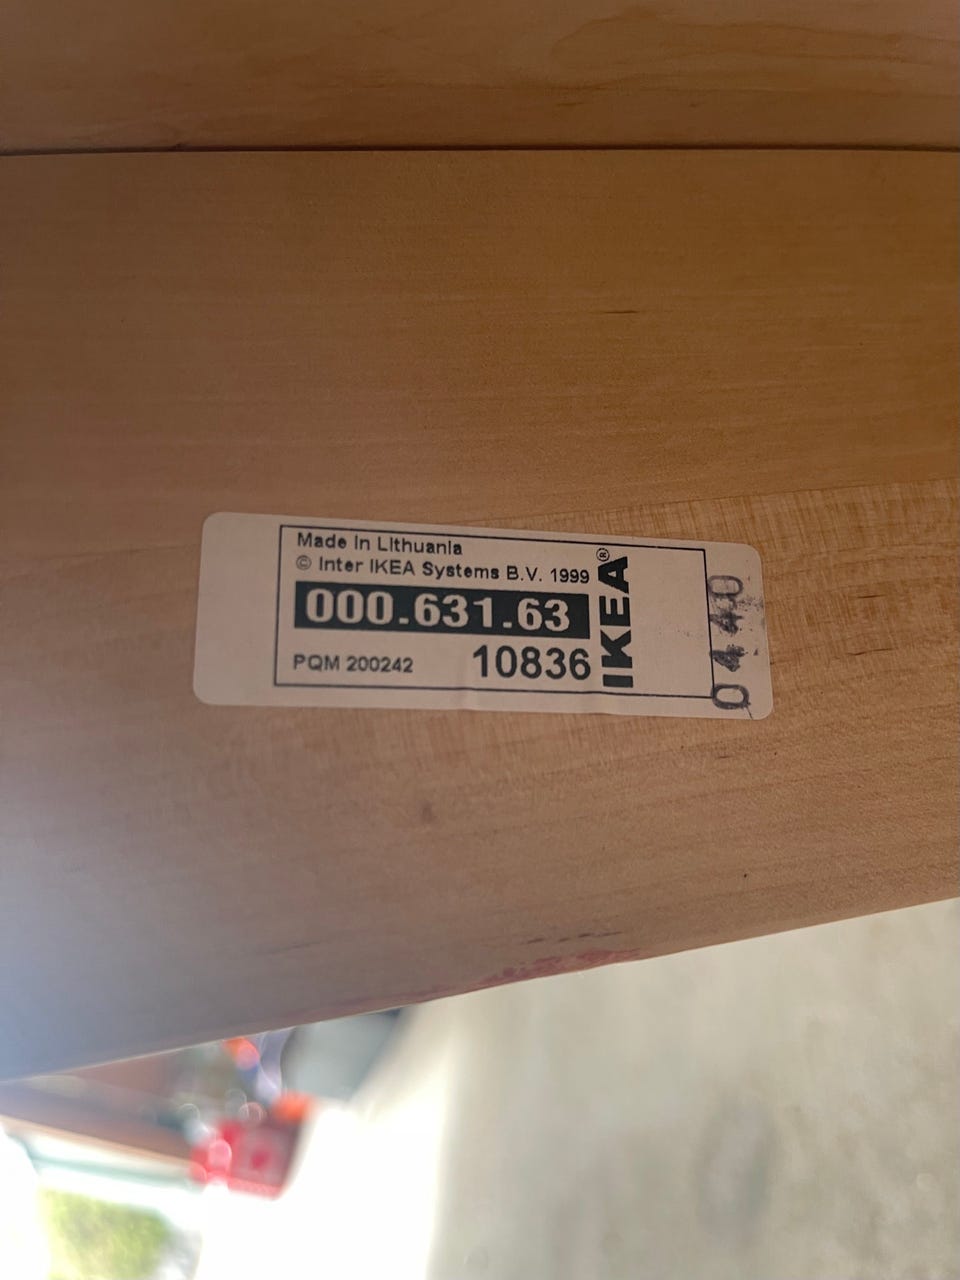 Made in Lithuania
© Inter IKEA Systems B.V. 1999
000.631.63
PQM 200242 10836
IKEA®
0440